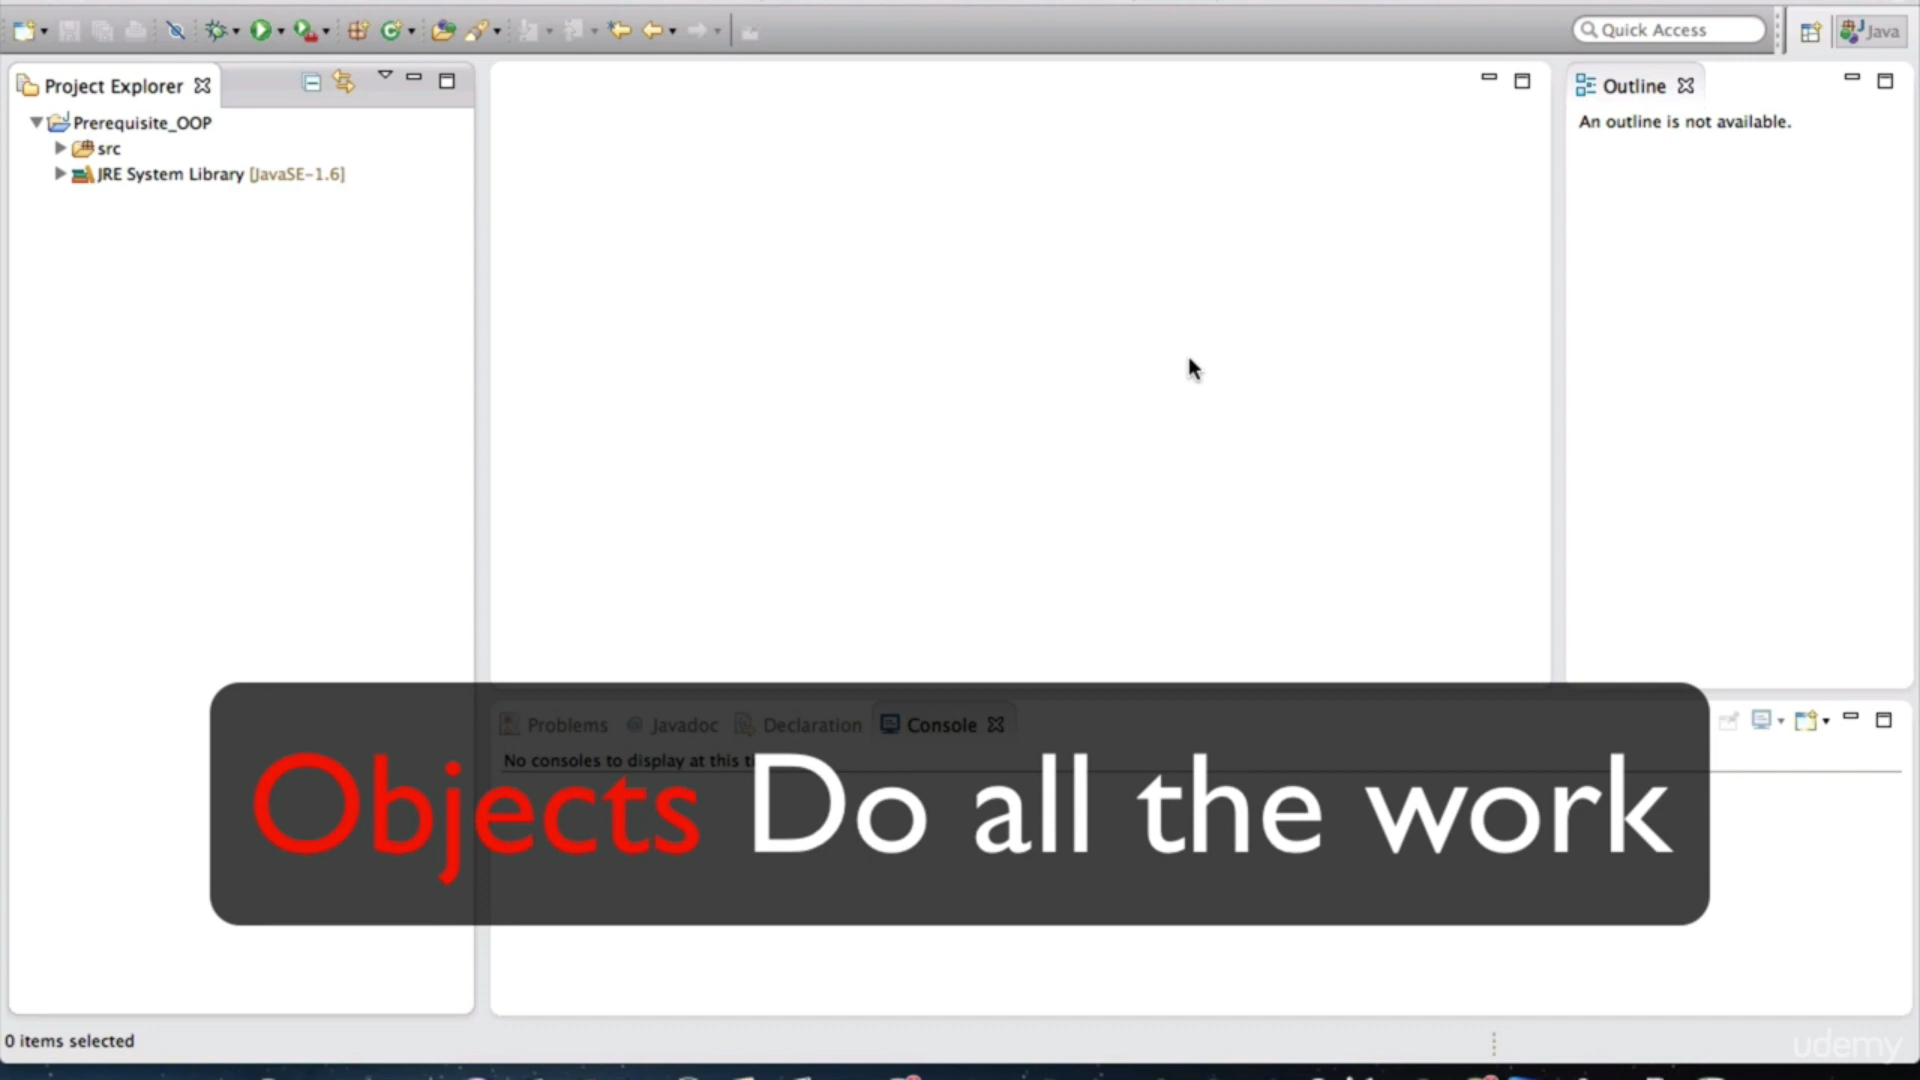 Quick Access
Java
Project Explorer
Outline
Prerequisite_OOP
An outline is not available.
src
JRE System Library [JavaSE-1.6]
Problems
Javadoc
Declaration
Console
No consoles to display at this ti
Objects Do all the work
0 items selected
udemy